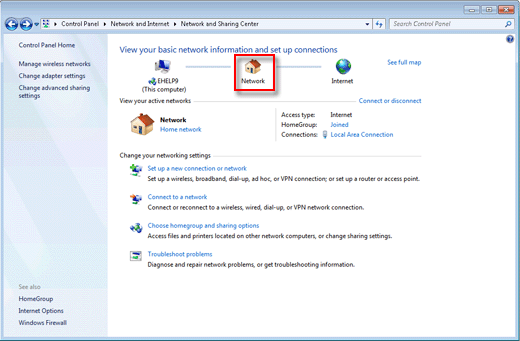 Control Panel ▸ Network and Internet ▸ Network and Sharing Center
Search Control Panel
Control Panel Home
Manage wireless networks
Change adapter settings
Change advanced sharing
settings
See also
HomeGroup
Internet Options
Windows Firewall
View your basic network information and set up connections
See full map
EHELP9
(This computer)
Network
Internet
View your active networks
Connect or disconnect
Network
Home network
Access type: Internet
HomeGroup: Joined
Connections: Local Area Connection
Change your networking settings
Set up a new connection or network
Set up a wireless, broadband, dial-up, ad hoc, or VPN connection; or set up a router or access point.
Connect to a network
Connect or reconnect to a wireless, wired, dial-up, or VPN network connection.
Choose homegroup and sharing options
Access files and printers located on other network computers, or change sharing settings.
Troubleshoot problems
Diagnose and repair network problems, or get troubleshooting information.